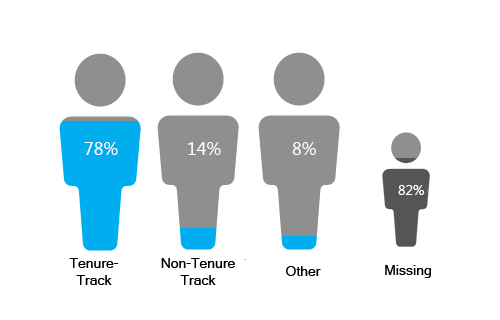 78%
14%
8%
82%
Tenure-
Track
Non-Tenure
Track
Other
Missing